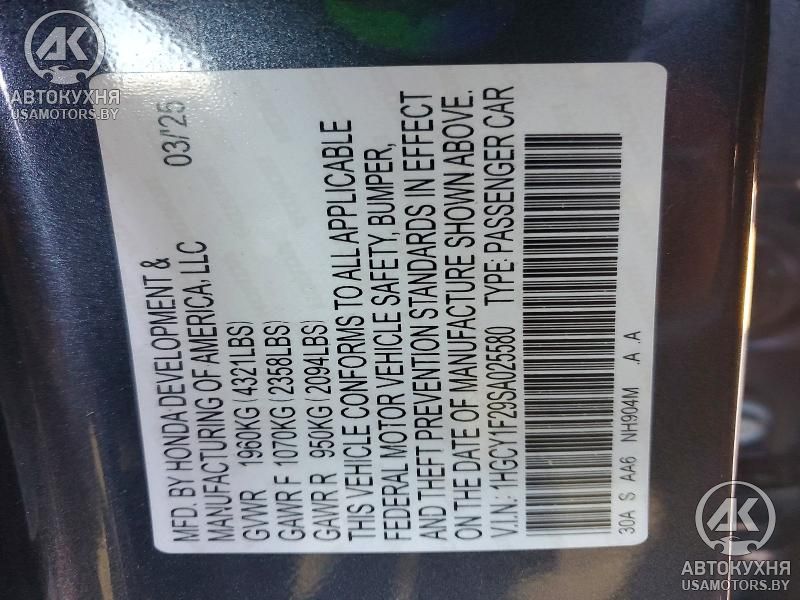 AK
АВТОКУХНЯ
USAMOTORS.BY
MFD. BY HONDA DEVELOPMENT & 03/'25
MANUFACTURING OF AMERICA, LLC
GVWR 1960KG (4321LBS)
GAWR F 1070KG (2358LBS)
GAWR R 950KG (2094LBS)
THIS VEHICLE CONFORMS TO ALL APPLICABLE
FEDERAL MOTOR VEHICLE SAFETY, BUMPER,
AND THEFT PREVENTION STANDARDS IN EFFECT
ON THE DATE OF MANUFACTURE SHOWN ABOVE.
V.I.N.: 1HGCY1F29SA025580 TYPE: PASSENGER CAR
30A S AA6 NH904M .A .A
AK
АВТОКУХНЯ
USAMOTORS.BY